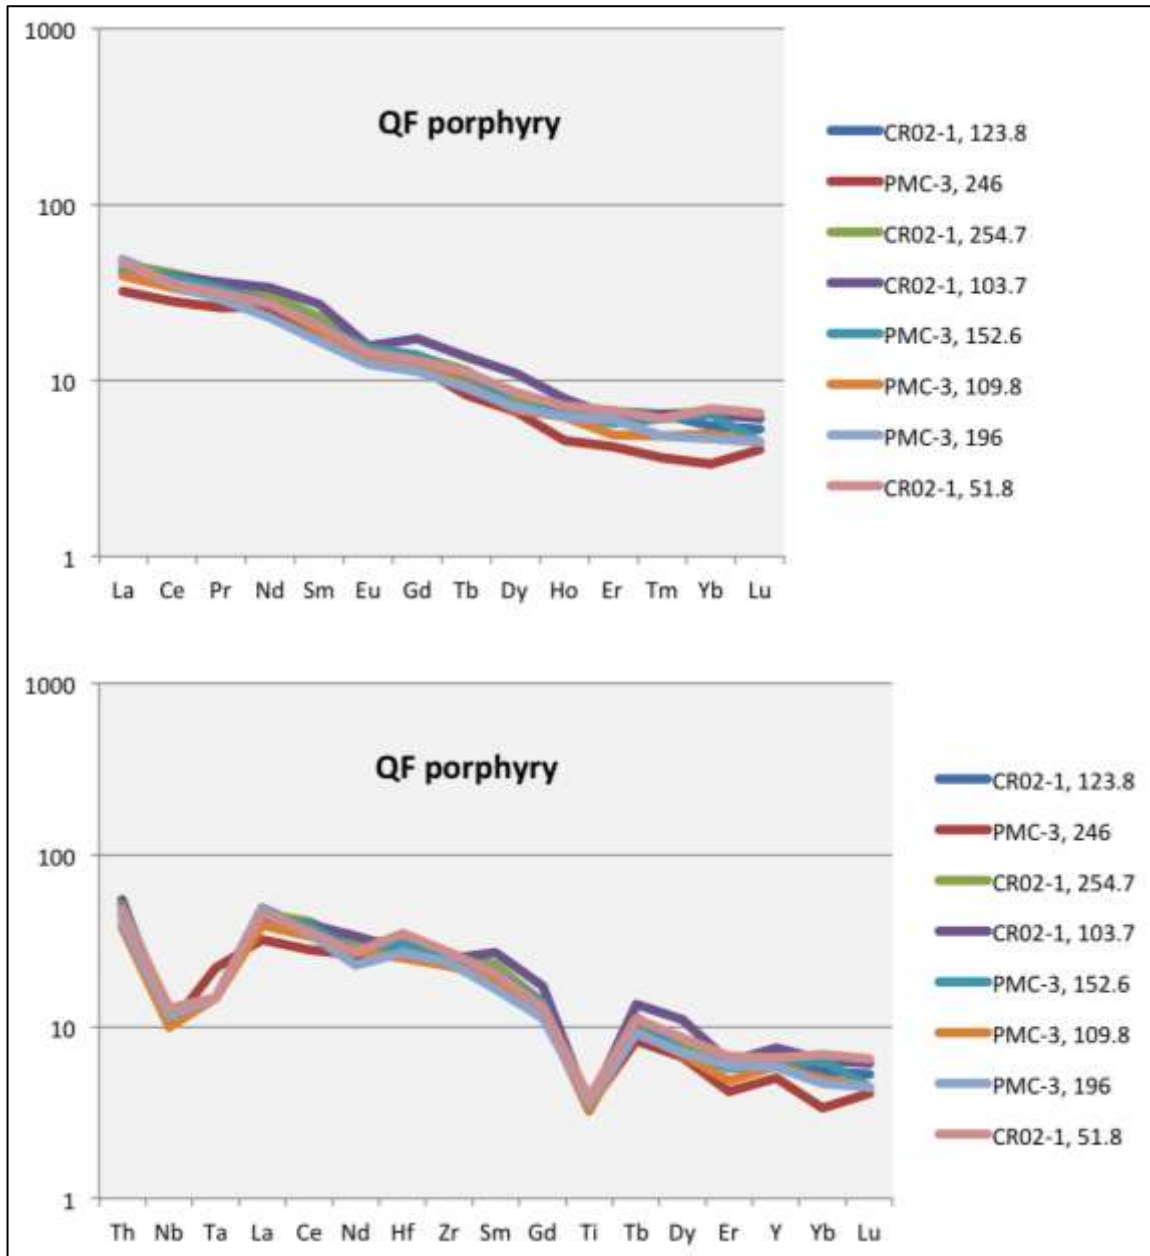 1000
QF porphyry
100
10
1
La Ce Pr Nd Sm Eu Gd Tb Dy Ho Er Tm Yb Lu
CR02-1, 123.8
PMC-3, 246
CR02-1, 254.7
CR02-1, 103.7
PMC-3, 152.6
PMC-3, 109.8
PMC-3, 196
CR02-1, 51.8
1000
QF porphyry
100
10
1
Th Nb Ta La Ce Nd Hf Zr Sm Gd Ti Tb Dy Er Y Yb Lu
CR02-1, 123.8
PMC-3, 246
CR02-1, 254.7
CR02-1, 103.7
PMC-3, 152.6
PMC-3, 109.8
PMC-3, 196
CR02-1, 51.8